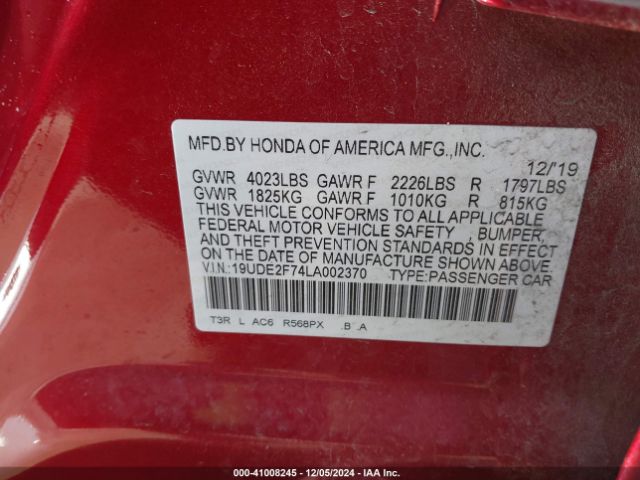 MFD.BY HONDA OF AMERICA MFG.,INC.
12/'19
GVWR 4023LBS GAWR F 2226LBS R 1797LBS
GVWR 1825KG GAWR F 1010KG R 815KG
THIS VEHICLE CONFORMS TO ALL APPLICABLE
FEDERAL MOTOR VEHICLE SAFETY , BUMPER,
AND THEFT PREVENTION STANDARDS IN EFFECT
ON THE DATE OF MANUFACTURE SHOWN ABOVE.
V.I.N.: 19UDE2F74LA002370 TYPE:PASSENGER CAR
T3R L AC6 R568PX .B .A
000-41008245 - 12/05/2024 - IAAI.COM